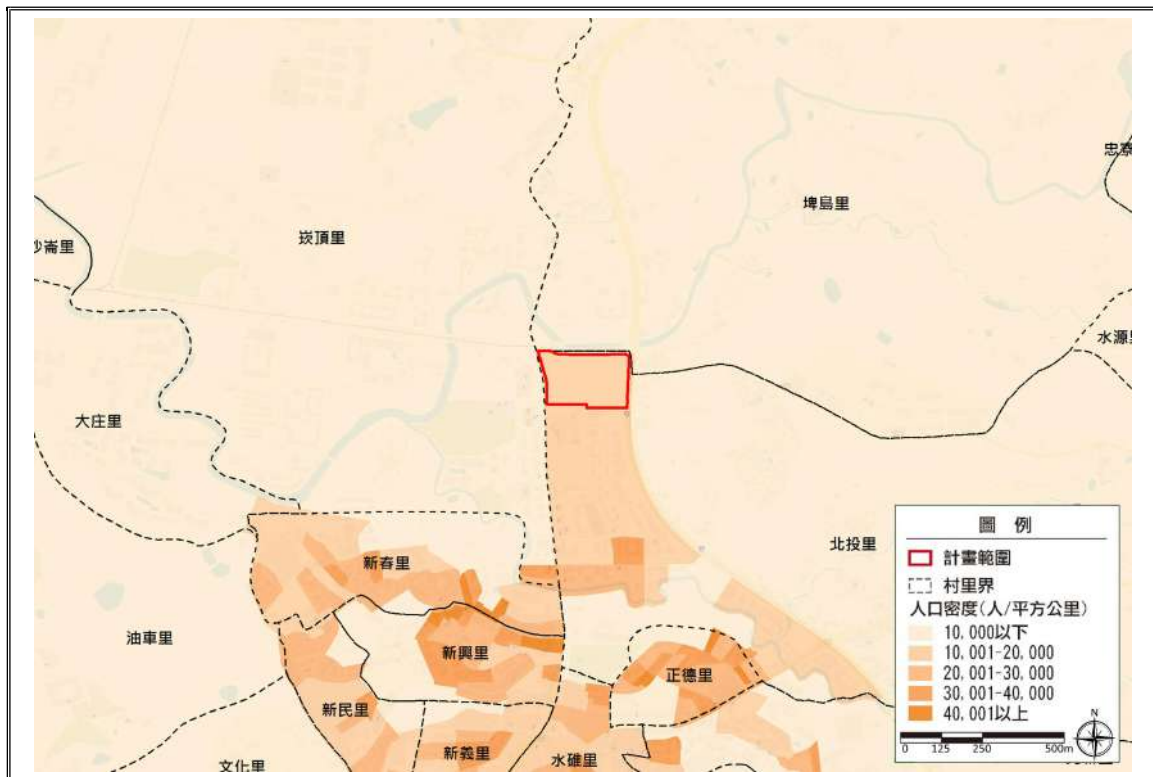 忠寮
埤島里
崁頂里
沙崙里
水源里
大庄里
北投里
新春里
油車里
新興里
正德里
新民里
新義里
水碓里
文化里
圖 例
計畫範圍
村里界
人口密度(人/平方公里)
10,000以下
10,001-20,000
20,001-30,000
30,001-40,000
40,001以上
N
0 125 250 500m